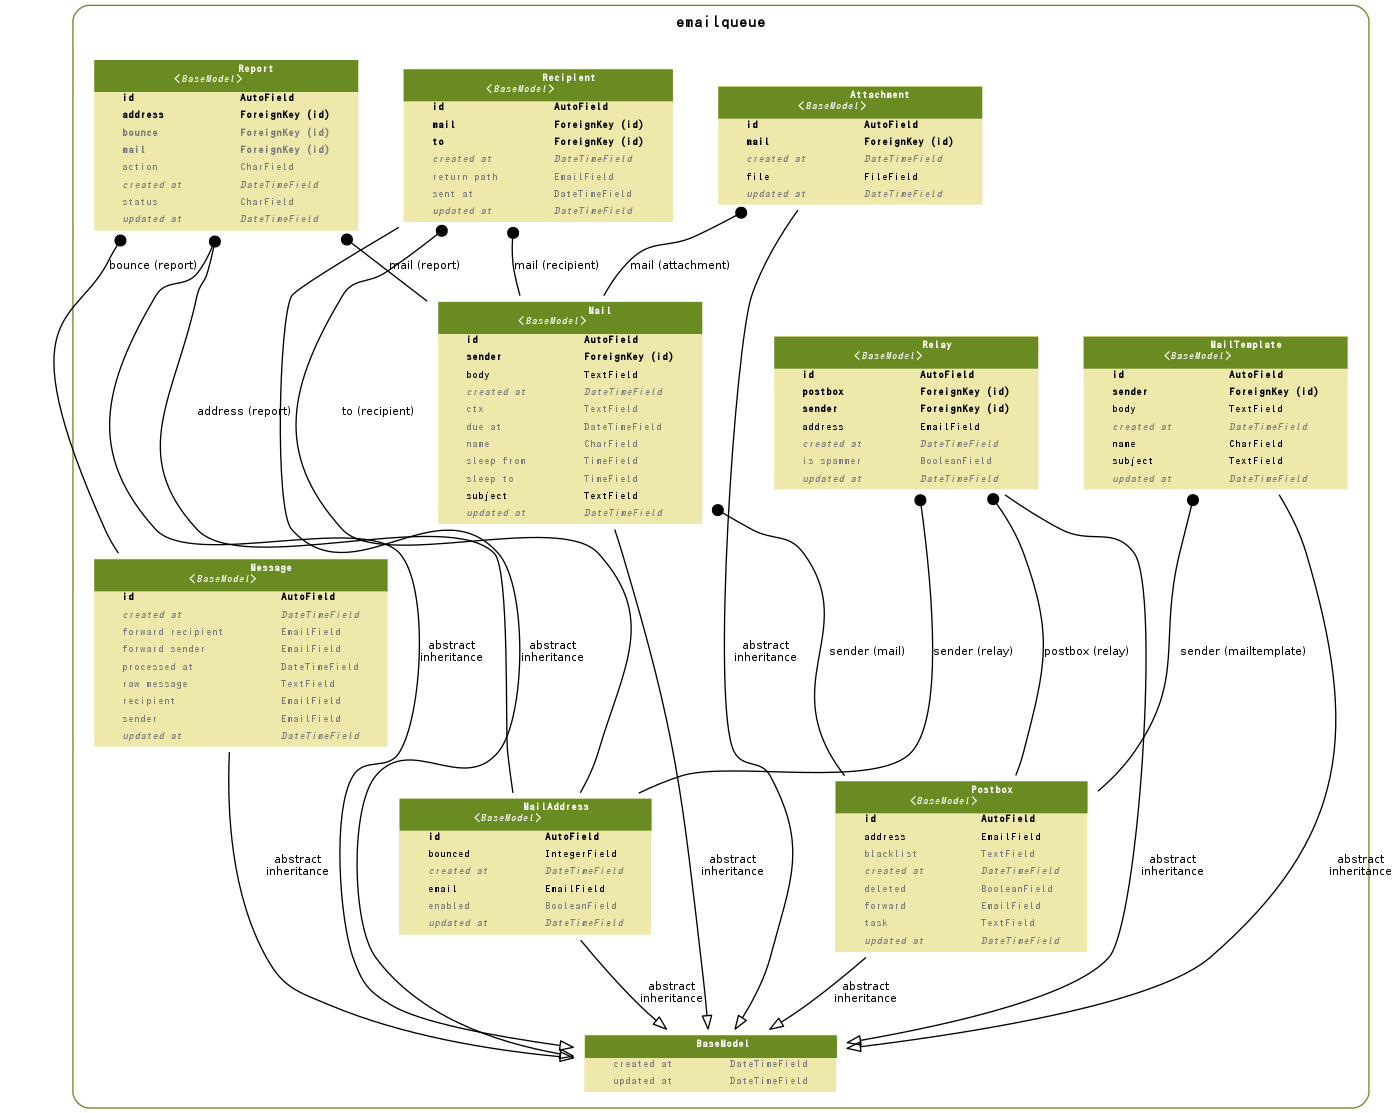 emailqueue
Report
<BaseModel>
id AutoField
address ForeignKey (id)
bounce ForeignKey (id)
mail ForeignKey (id)
action CharField
created at DateTimeField
status CharField
updated at DateTimeField
Recipient
<BaseModel>
id AutoField
mail ForeignKey (id)
to ForeignKey (id)
created at DateTimeField
return path EmailField
sent at DateTimeField
updated at DateTimeField
Attachment
<BaseModel>
id AutoField
mail ForeignKey (id)
created at DateTimeField
file FileField
updated at DateTimeField
bounce (report)
mail (report)
mail (recipient)
mail (attachment)
Mail
<BaseModel>
id AutoField
sender ForeignKey (id)
body TextField
created at DateTimeField
ctx TextField
due at DateTimeField
name CharField
sleep from TimeField
sleep to TimeField
subject TextField
updated at DateTimeField
Relay
<BaseModel>
id AutoField
postbox ForeignKey (id)
sender ForeignKey (id)
address EmailField
created at DateTimeField
is spammer BooleanField
updated at DateTimeField
MailTemplate
<BaseModel>
id AutoField
sender ForeignKey (id)
body TextField
created at DateTimeField
name CharField
subject TextField
updated at DateTimeField
address (report)
to (recipient)
Message
<BaseModel>
id AutoField
created at DateTimeField
forward recipient EmailField
forward sender EmailField
processed at DateTimeField
raw message TextField
recipient EmailField
sender EmailField
updated at DateTimeField
abstract
inheritance
abstract
inheritance
abstract
inheritance
sender (mail)
sender (relay)
postbox (relay)
sender (mailtemplate)
MailAddress
<BaseModel>
id AutoField
bounced IntegerField
created at DateTimeField
email EmailField
enabled BooleanField
updated at DateTimeField
Postbox
<BaseModel>
id AutoField
address EmailField
blacklist TextField
created at DateTimeField
deleted BooleanField
forward EmailField
task TextField
updated at DateTimeField
abstract
inheritance
abstract
inheritance
abstract
inheritance
abstract
inheritance
abstract
inheritance
abstract
inheritance
BaseModel
created at DateTimeField
updated at DateTimeField